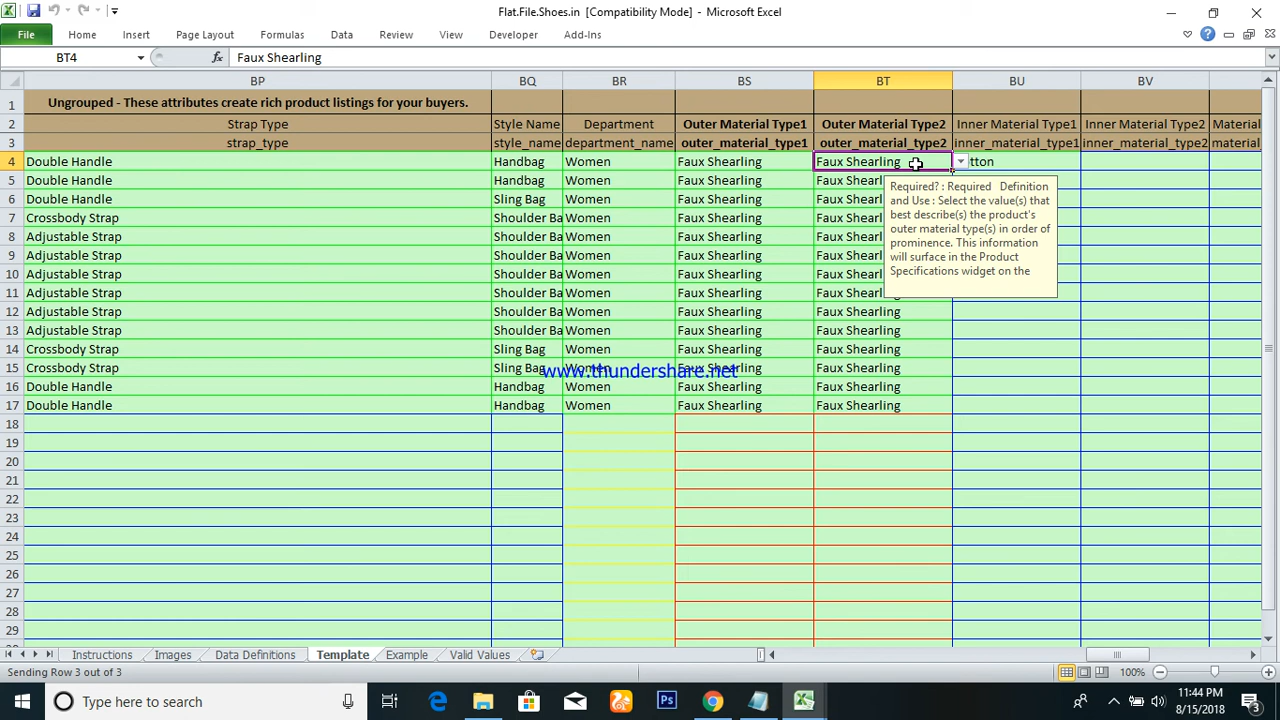 Flat.File.Shoes.in [Compatibility Mode] - Microsoft Excel
File Home Insert Page Layout Formulas Data Review View Developer Add-Ins
BT4 fx Faux Shearling
BP BQ BR BS BT BU BV
1 Ungrouped - These attributes create rich product listings for your buyers.
2 Strap Type Style Name Department Outer Material Type1 Outer Material Type2 Inner Material Type1 Inner Material Type2 Material
3 strap_type style_name department_name outer_material_type1 outer_material_type2 inner_material_type1 inner_material_type2 material
4 Double Handle Handbag Women Faux Shearling Faux Shearling tton
5 Double Handle Handbag Women Faux Shearling Faux Shearl
6 Double Handle Sling Bag Women Faux Shearling Faux Shearl
7 Crossbody Strap Shoulder Ba Women Faux Shearling Faux Shearl
8 Adjustable Strap Shoulder Ba Women Faux Shearling Faux Shearl
9 Adjustable Strap Shoulder Ba Women Faux Shearling Faux Shearl
10 Adjustable Strap Shoulder Ba Women Faux Shearling Faux Shearl
11 Adjustable Strap Shoulder Ba Women Faux Shearling Faux Shearl
12 Adjustable Strap Shoulder Ba Women Faux Shearling Faux Shearling
13 Adjustable Strap Shoulder Ba Women Faux Shearling Faux Shearling
14 Crossbody Strap Sling Bag Women Faux Shearling Faux Shearling
15 Crossbody Strap Sling Bag Women Faux Shearling Faux Shearling
16 Double Handle Handbag Women Faux Shearling Faux Shearling
17 Double Handle Handbag Women Faux Shearling Faux Shearling
18
19
20
21
22
23
24
25
26
27
28
29
Required? : Required Definition
and Use : Select the value(s) that
best describe(s) the product's
outer material type(s) in order of
prominence. This information
will surface in the Product
Specifications widget on the
www.thundershare.net
Instructions Images Data Definitions Template Example Valid Values
Sending Row 3 out of 3 100%
Type here to search
Ps
11:44 PM
8/15/2018
3